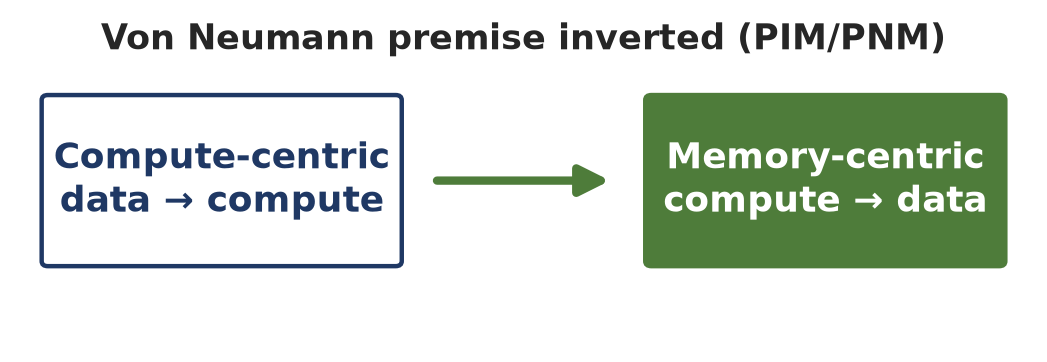 Von Neumann premise inverted (PIM/PNM)
Compute-centric
data → compute
Memory-centric
compute → data